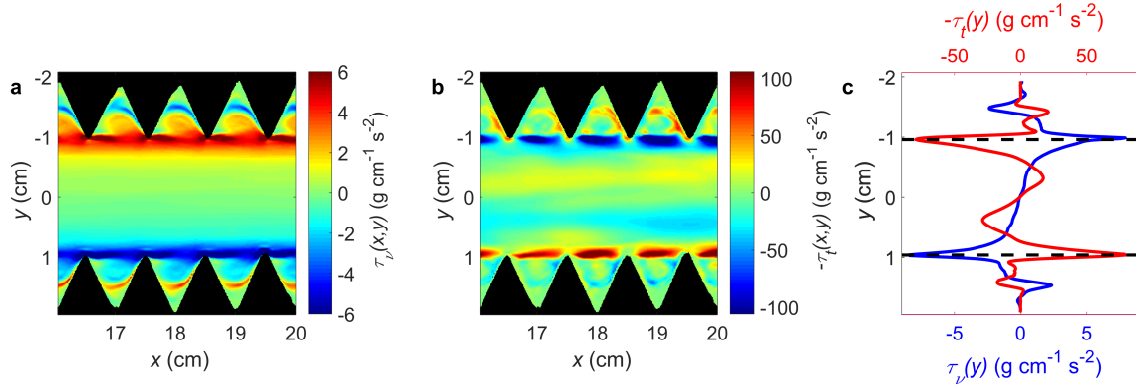 -τt(y) (g cm-1 s-2)
-50 0 50
a
-2
-1
0
1
y (cm)
17 18 19 20
x (cm)
6
4
2
0
-2
-4
-6
τν(x,y) (g cm-1 s-2)
b
-2
-1
0
1
y (cm)
17 18 19 20
x (cm)
100
50
0
-50
-100
-τt(x,y) (g cm-1 s-2)
c
-2
-1
0
1
y (cm)
-5 0 5
τν(y) (g cm-1 s-2)